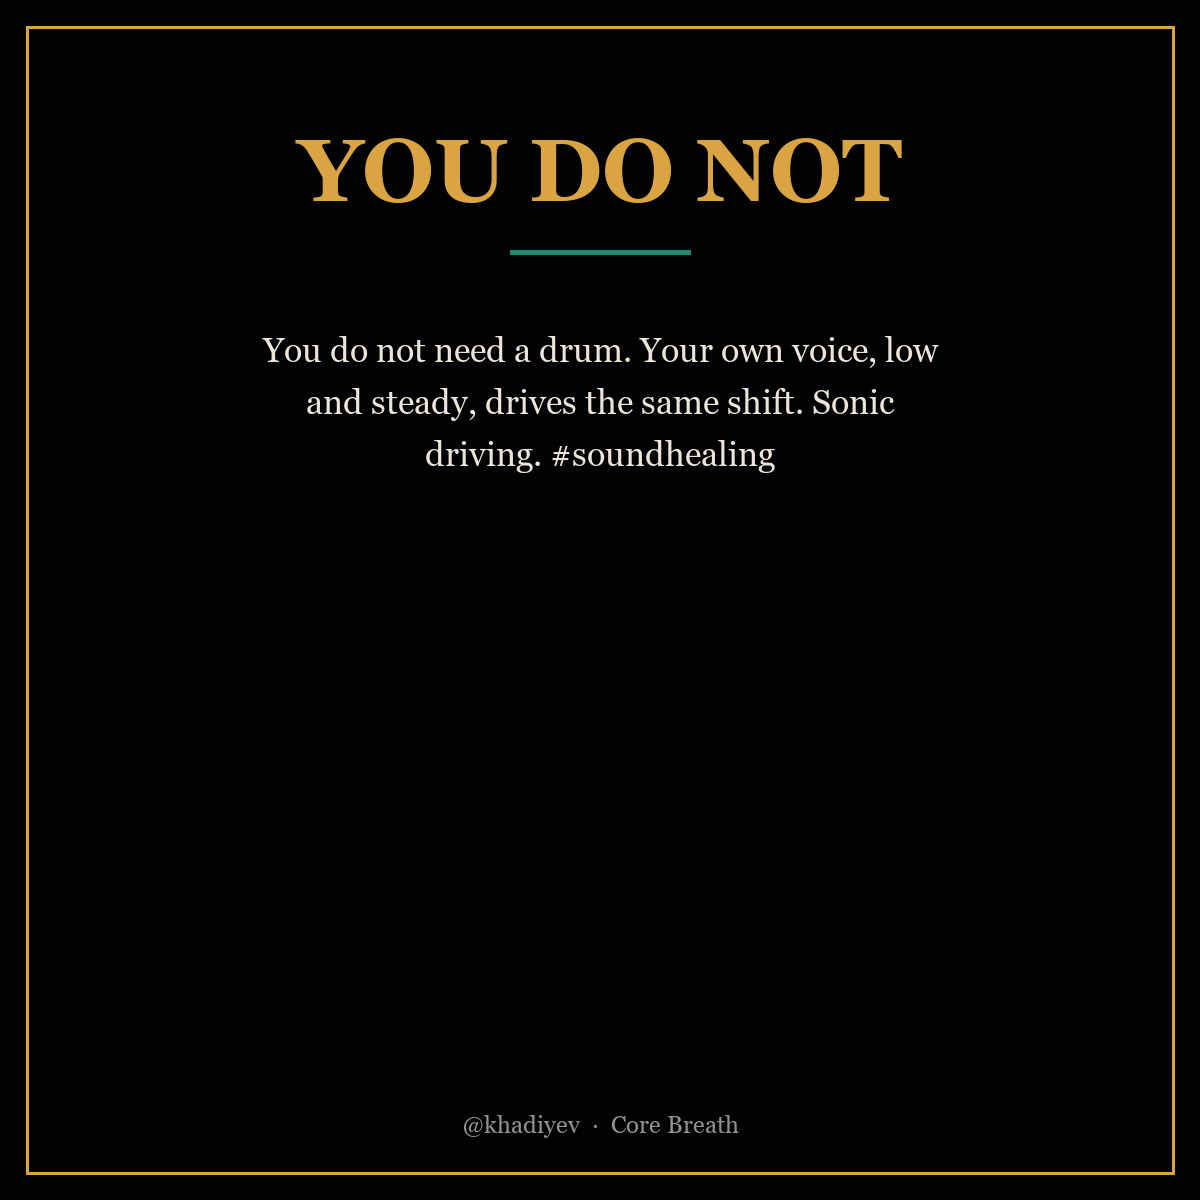 YOU DO NOT
You do not need a drum. Your own voice, low
and steady, drives the same shift. Sonic
driving. #soundhealing
@khadiyev · Core Breath